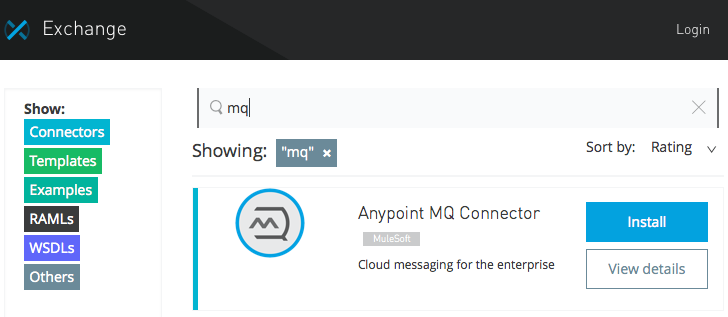 Exchange
Login
Show:
Connectors
Templates
Examples
RAMLs
WSDLs
Others
mq
Showing: "mq" ×
Sort by: Rating
Anypoint MQ Connector
MuleSoft
Cloud messaging for the enterprise
Install
View details